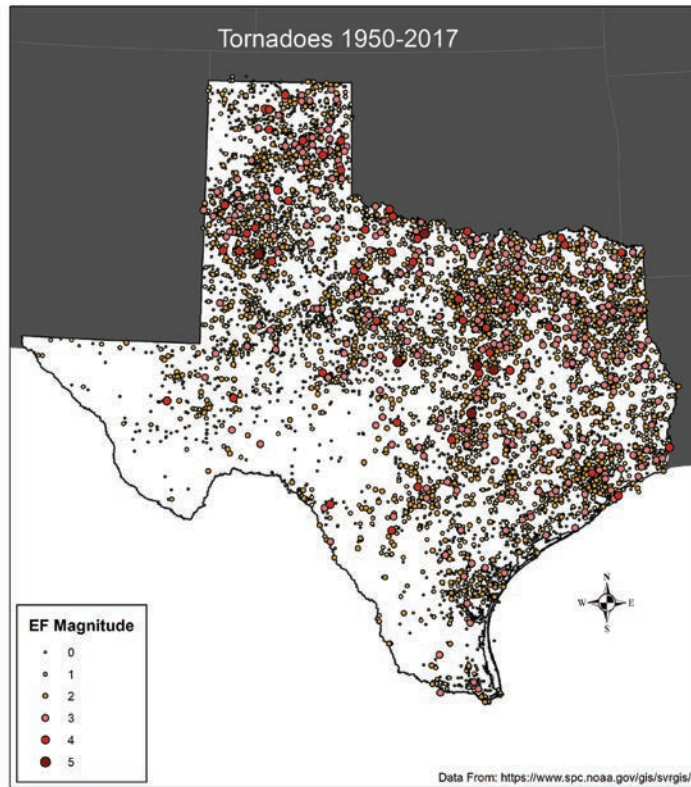 Tornadoes 1950-2017
N
W E
S
EF Magnitude
0
1
2
3
4
5
Data From: https://www.spc.noaa.gov/gis/svrgis/